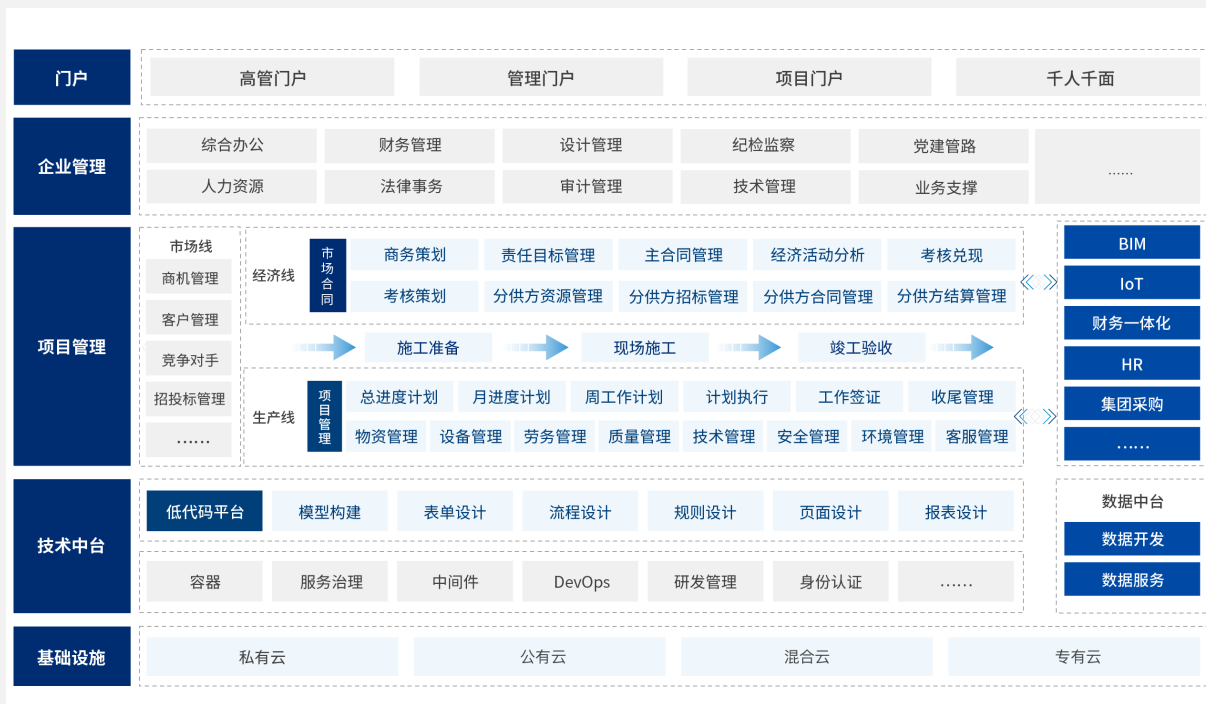 门户
高管门户
管理门户
项目门户
千人千面
企业管理
综合办公
财务管理
设计管理
纪检监察
党建管路
人力资源
法律事务
审计管理
技术管理
业务支撑
……
项目管理
市场线
商机管理
客户管理
竞争对手
招投标管理
……
经济线
市场合同
商务策划
责任目标管理
主合同管理
经济活动分析
考核兑现
考核策划
分供方资源管理
分供方招标管理
分供方合同管理
分供方结算管理
施工准备
现场施工
竣工验收
生产线
项目管理
总进度计划
月进度计划
周工作计划
计划执行
工作签证
收尾管理
物资管理
设备管理
劳务管理
质量管理
技术管理
安全管理
环境管理
客服管理
BIM
IoT
财务一体化
HR
集团采购
……
技术中台
低代码平台
模型构建
表单设计
流程设计
规则设计
页面设计
报表设计
容器
服务治理
中间件
DevOps
研发管理
身份认证
……
数据中台
数据开发
数据服务
基础设施
私有云
公有云
混合云
专有云